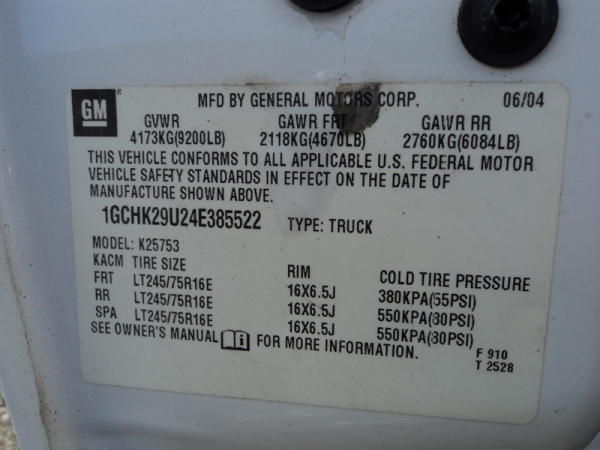 GM
MFD BY GENERAL MOTORS CORP. 06/04
GVWR GAWR FRT GAWR RR
4173KG(9200LB) 2118KG(4670LB) 2760KG(6084LB)
THIS VEHICLE CONFORMS TO ALL APPLICABLE U.S. FEDERAL MOTOR
VEHICLE SAFETY STANDARDS IN EFFECT ON THE DATE OF
MANUFACTURE SHOWN ABOVE.
1GCHK29U24E385522 TYPE: TRUCK
MODEL: K25753
KACM TIRE SIZE RIM COLD TIRE PRESSURE
FRT LT245/75R16E 16X6.5J 380KPA(55PSI)
RR LT245/75R16E 16X6.5J 550KPA(80PSI)
SPA LT245/75R16E 16X6.5J 550KPA(80PSI)
SEE OWNER'S MANUAL i FOR MORE INFORMATION.
F 910
T 2528